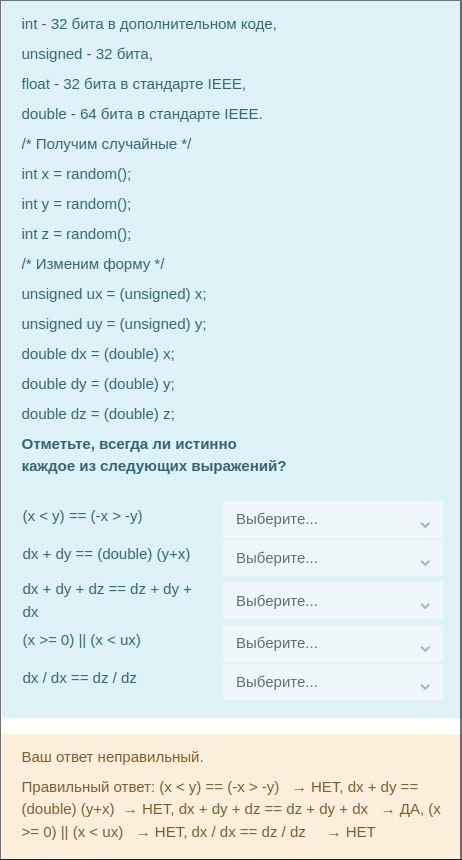 int - 32 бита в дополнительном коде,
unsigned - 32 бита,
float - 32 бита в стандарте IEEE,
double - 64 бита в стандарте IEEE.
/* Получим случайные */
int x = random();
int y = random();
int z = random();
/* Изменим форму */
unsigned ux = (unsigned) x;
unsigned uy = (unsigned) y;
double dx = (double) x;
double dy = (double) y;
double dz = (double) z;
Отметьте, всегда ли истинно
каждое из следующих выражений?
(x < y) == (-x > -y) Выберите...
dx + dy == (double) (y+x) Выберите...
dx + dy + dz == dz + dy +
dx Выберите...
(x >= 0) || (x < ux) Выберите...
dx / dx == dz / dz Выберите...
Ваш ответ неправильный.
Правильный ответ: (x < y) == (-x > -y) → НЕТ, dx + dy ==
(double) (y+x) → НЕТ, dx + dy + dz == dz + dy + dx → ДА, (x
>= 0) || (x < ux) → НЕТ, dx / dx == dz / dz → НЕТ